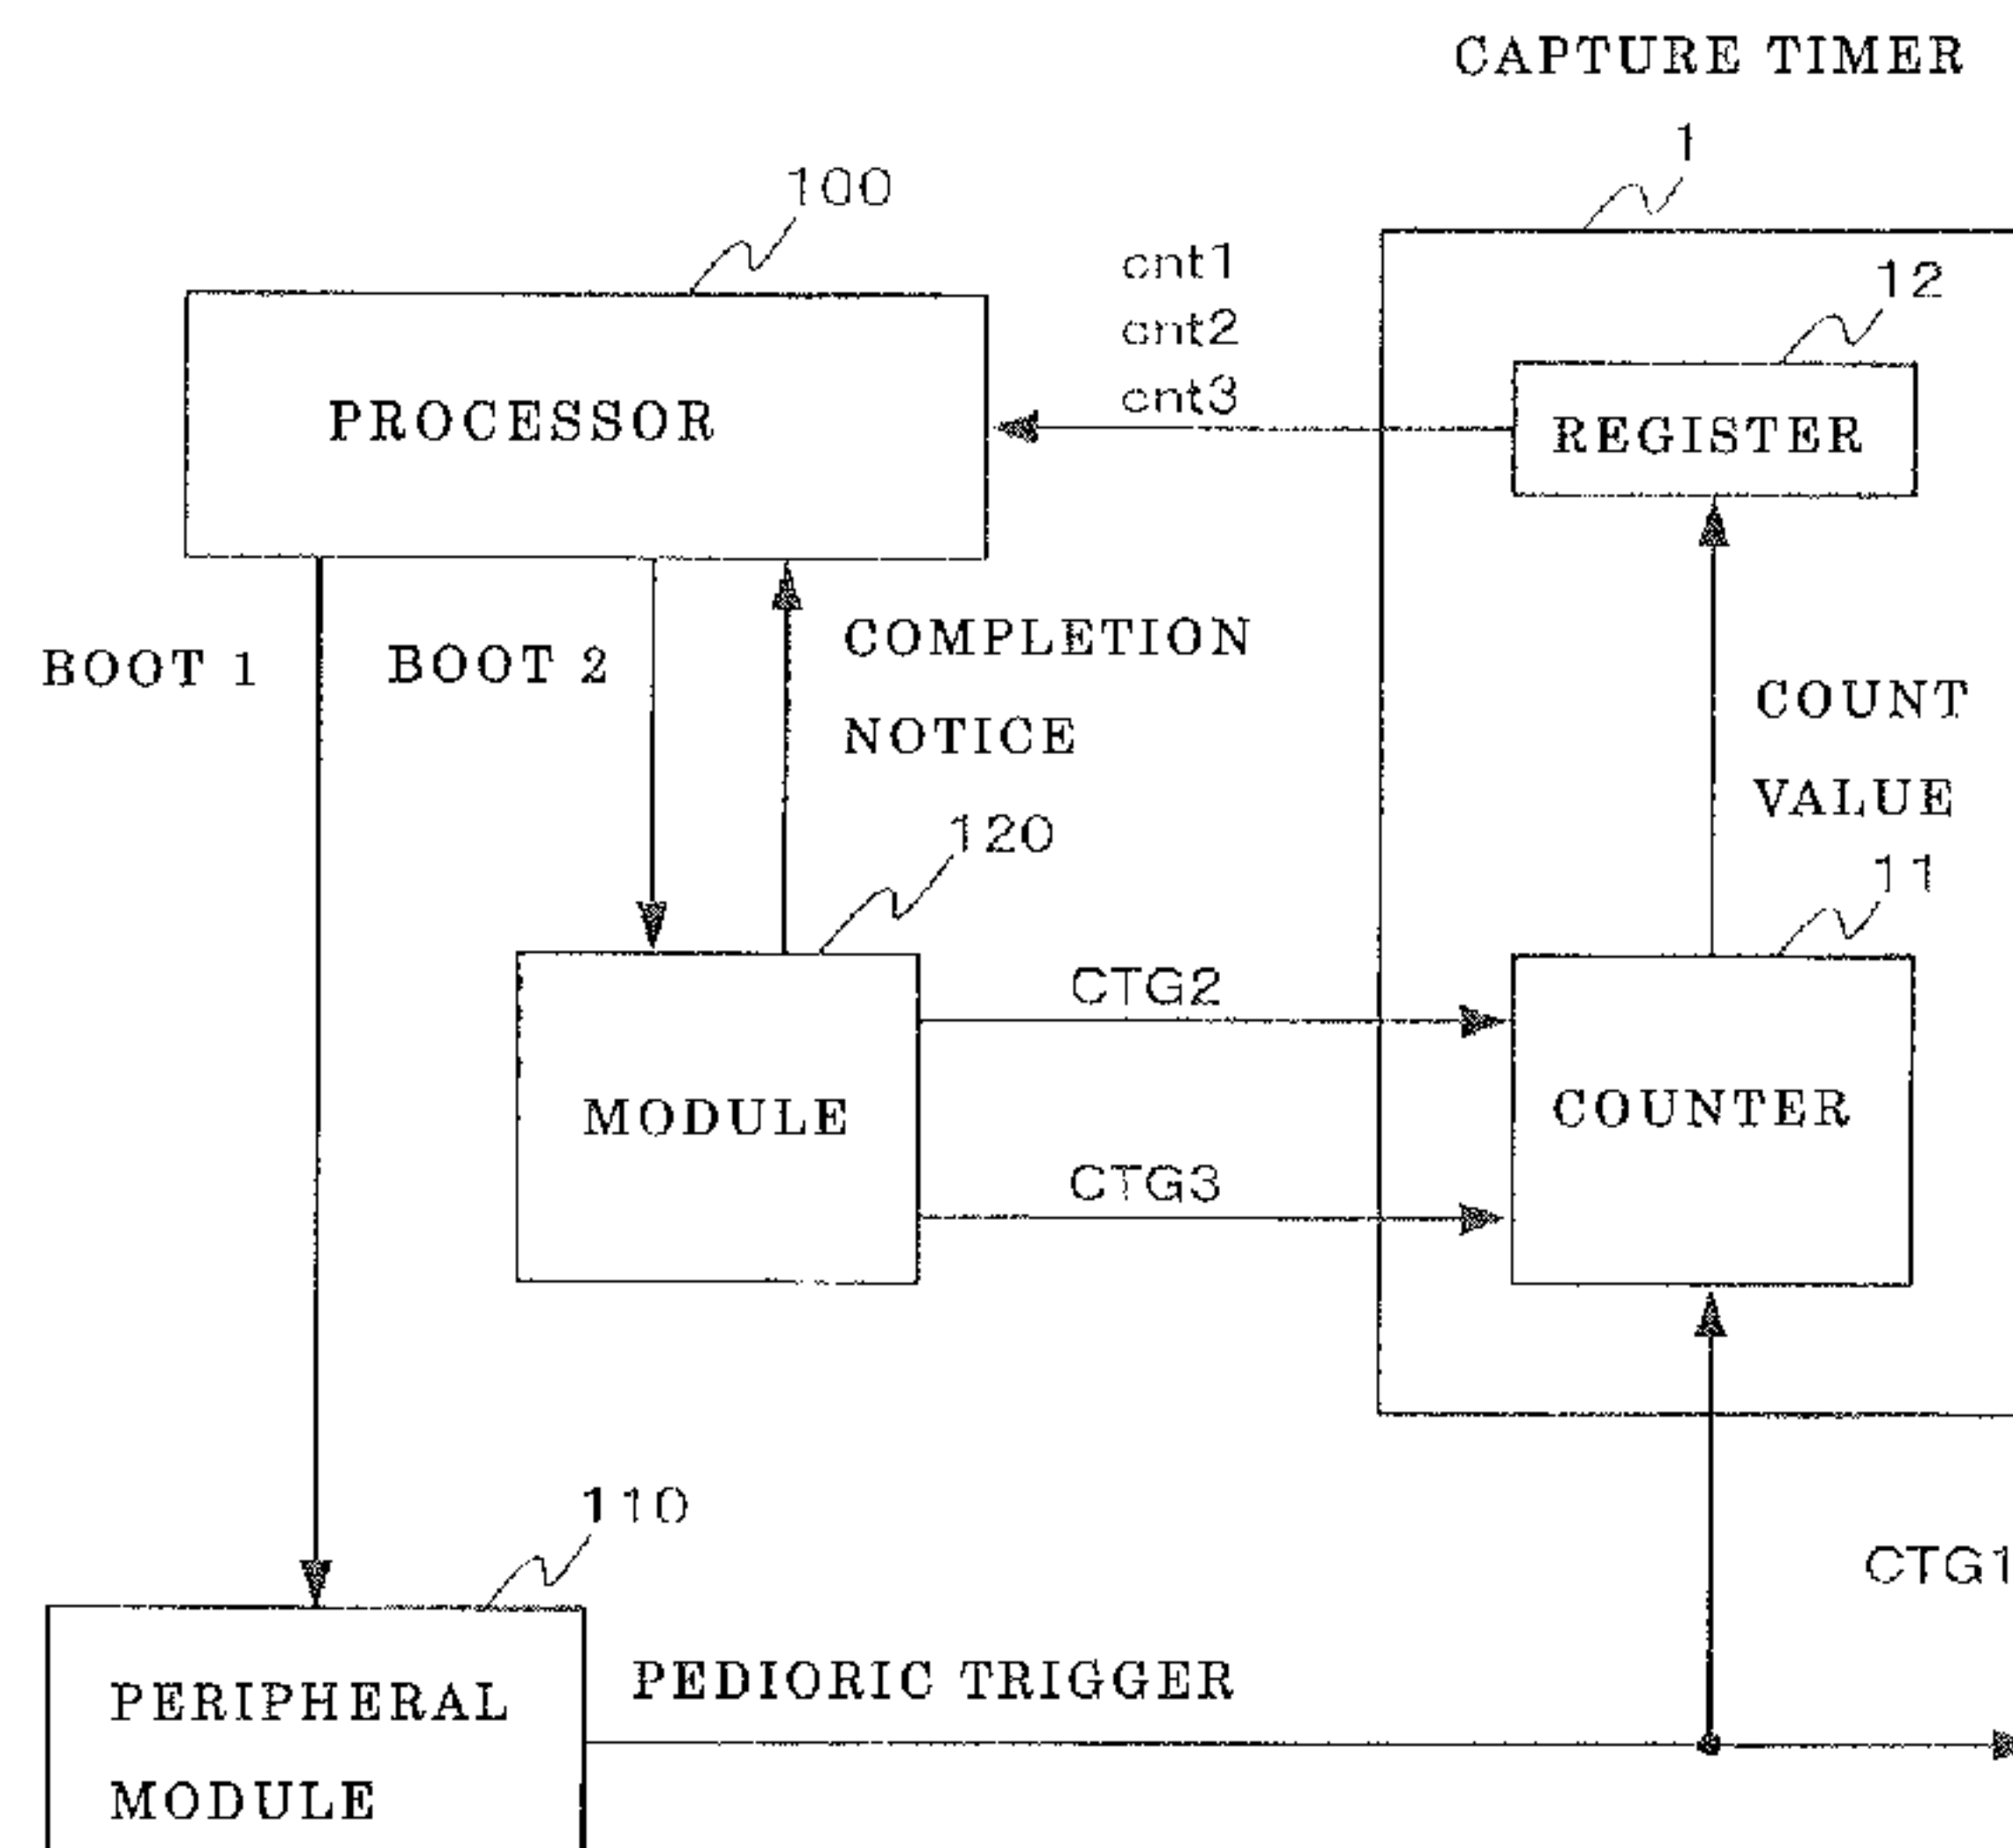 CAPTURE TIMER
1
100
cnt1
12
cnt2
cnt3
PROCESSOR
REGISTER
COMPLETION
BOOT 1
BOOT 2
COUNT
NOTICE
VALUE
120
11
CTG2
MODULE
COUNTER
CTG3
110
CTG1
PEDIORIC TRIGGER
PERIPHERAL
MODULE